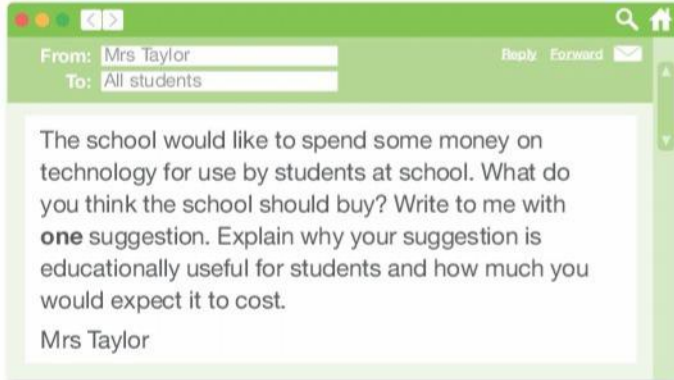 From: Mrs Taylor
Reply Forward
To: All students
The school would like to spend some money on
technology for use by students at school. What do
you think the school should buy? Write to me with
one suggestion. Explain why your suggestion is
educationally useful for students and how much you
would expect it to cost.
Mrs Taylor